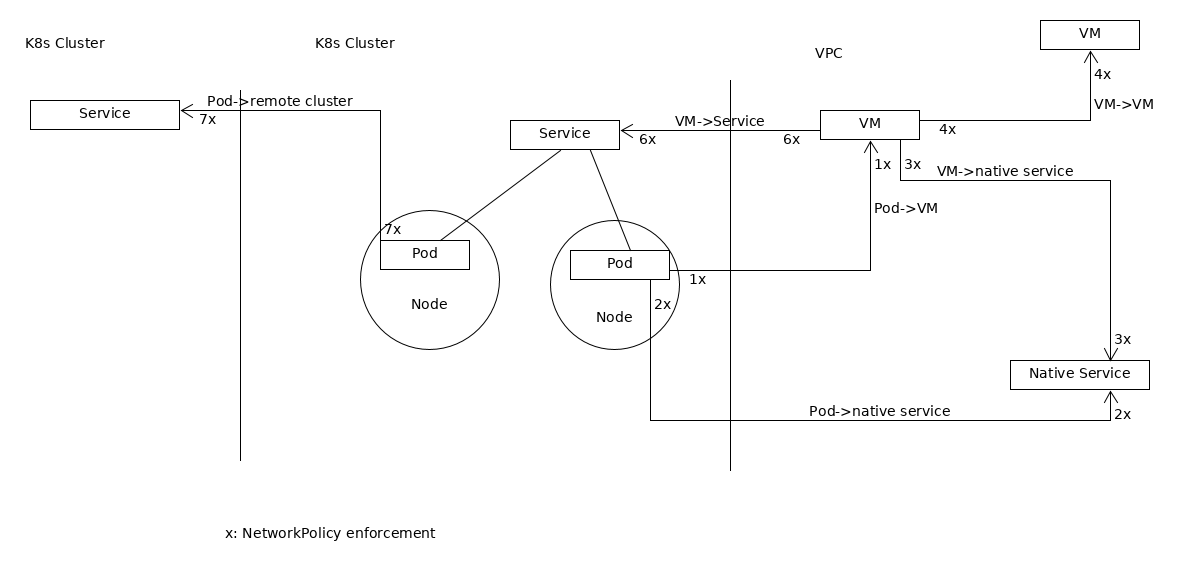 VM
K8s Cluster
K8s Cluster
VPC
4x
Pod->remote cluster
VM->VM
Service
7x
VM->Service
VM
4x
Service
6x
6x
1x
3x
VM->native service
Pod->VM
7x
Pod
Pod
1x
Node
2x
Node
3x
Native Service
Pod->native service
2x
x: NetworkPolicy enforcement